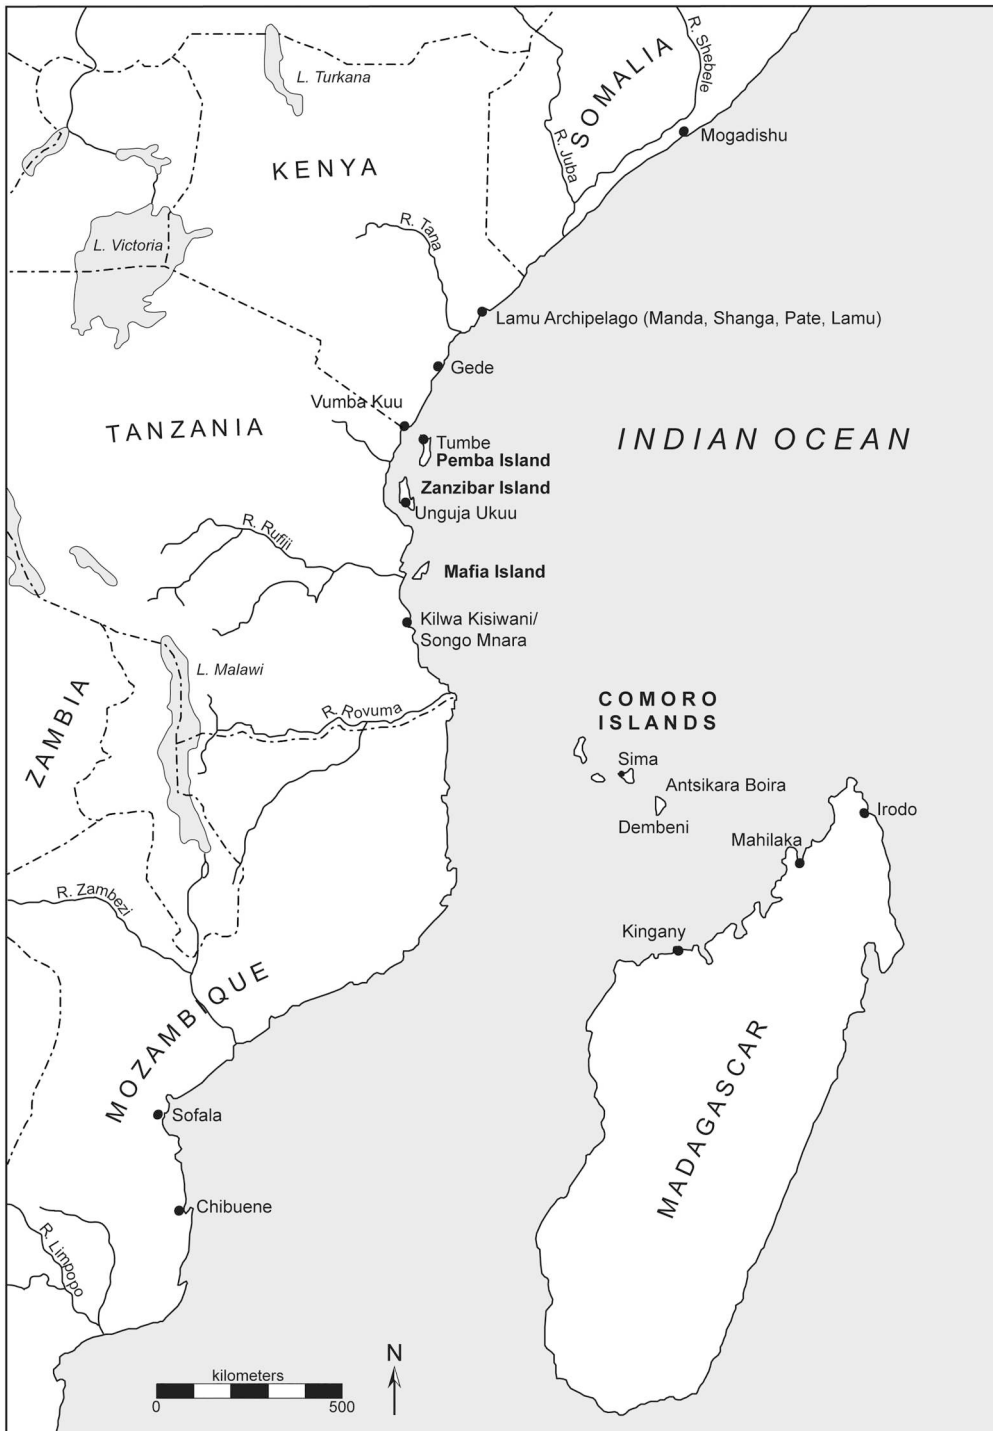 R. Shebele
SOMALIA
L. Turkana
R. Juba
Mogadishu
KENYA
R. Tana
L. Victoria
Lamu Archipelago (Manda, Shanga, Pate, Lamu)
Gede
Vumba Kuu
TANZANIA
INDIAN OCEAN
Tumbe
Pemba Island
Zanzibar Island
Unguja Ukuu
R. Rufiji
Mafia Island
Kilwa Kisiwani/
Songo Mnara
L. Malawi
ZAMBIA
R. Rovuma
COMORO
ISLANDS
Sima
Antsikara Boira
Dembeni
Irodo
Mahilaka
R. Zambezi
Kingany
MOZAMBIQUE
MADAGASCAR
Sofala
Chibuene
R. Limpopo
N
kilometers
0 500